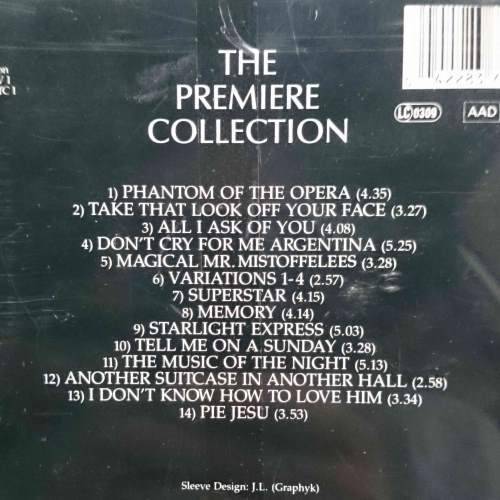 THE
PREMIERE
COLLECTION
LC 0309
AAD
1) PHANTOM OF THE OPERA (4.35)
2) TAKE THAT LOOK OFF YOUR FACE (3.27)
3) ALL I ASK OF YOU (4.08)
4) DON'T CRY FOR ME ARGENTINA (5.25)
5) MAGICAL MR. MISTOFFELEES (3.28)
6) VARIATIONS 1-4 (2.57)
7) SUPERSTAR (4.15)
8) MEMORY (4.14)
9) STARLIGHT EXPRESS (5.03)
10) TELL ME ON A SUNDAY (3.28)
11) THE MUSIC OF THE NIGHT (5.13)
12) ANOTHER SUITCASE IN ANOTHER HALL (2.58)
13) I DON'T KNOW HOW TO LOVE HIM (3.34)
14) PIE JESU (3.53)
Sleeve Design: J.L. (Graphyk)